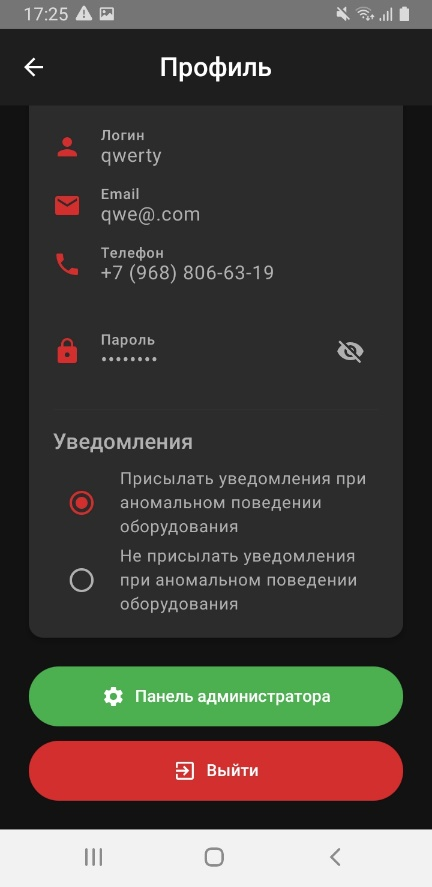 17:25
Профиль
Логин
qwerty
Email
qwe@.com
Телефон
+7 (968) 806-63-19
Пароль
••••••••
Уведомления
Присылать уведомления при
аномальном поведении
оборудования
Не присылать уведомления
при аномальном поведении
оборудования
Панель администратора
Выйти